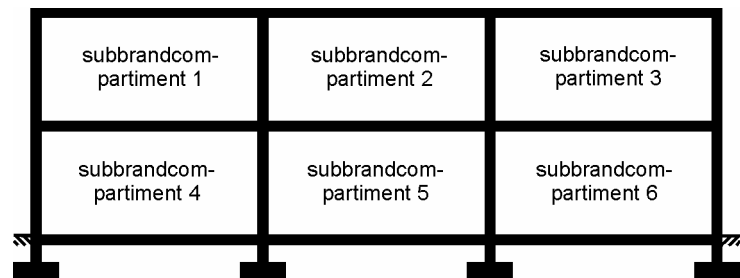 subbrandcom-
partiment 1
subbrandcom-
partiment 2
subbrandcom-
partiment 3
subbrandcom-
partiment 4
subbrandcom-
partiment 5
subbrandcom-
partiment 6